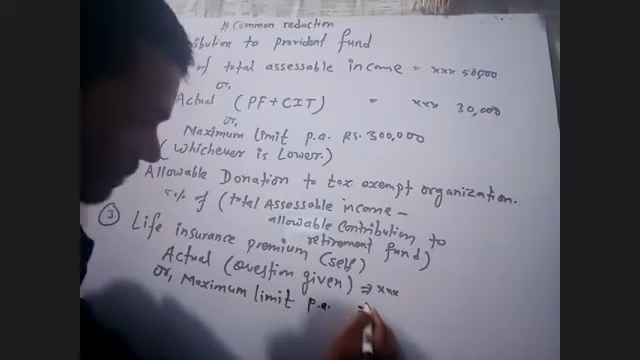 1) Common reduction
ibution to provident fund
of total assessable income = xxx 50,000
or,
Actual (PF+CIT) = xxx 30,000
or,
Maximum limit p.a. Rs. 300,000
(whichever is Lower.)
Allowable Donation to tax exempt organization.
5% of (total Assessable income -
allowable contribution to
retirement fund)
③ Life insurance premium (self)
Actual (question given) ⇒ xxx
or, Maximum limit p.a.